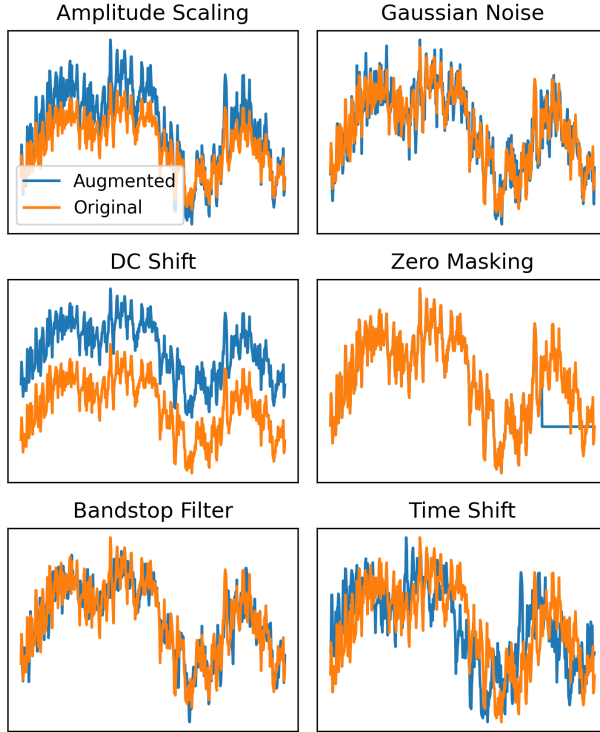 Amplitude Scaling
Gaussian Noise
Augmented
Original
DC Shift
Zero Masking
Bandstop Filter
Time Shift